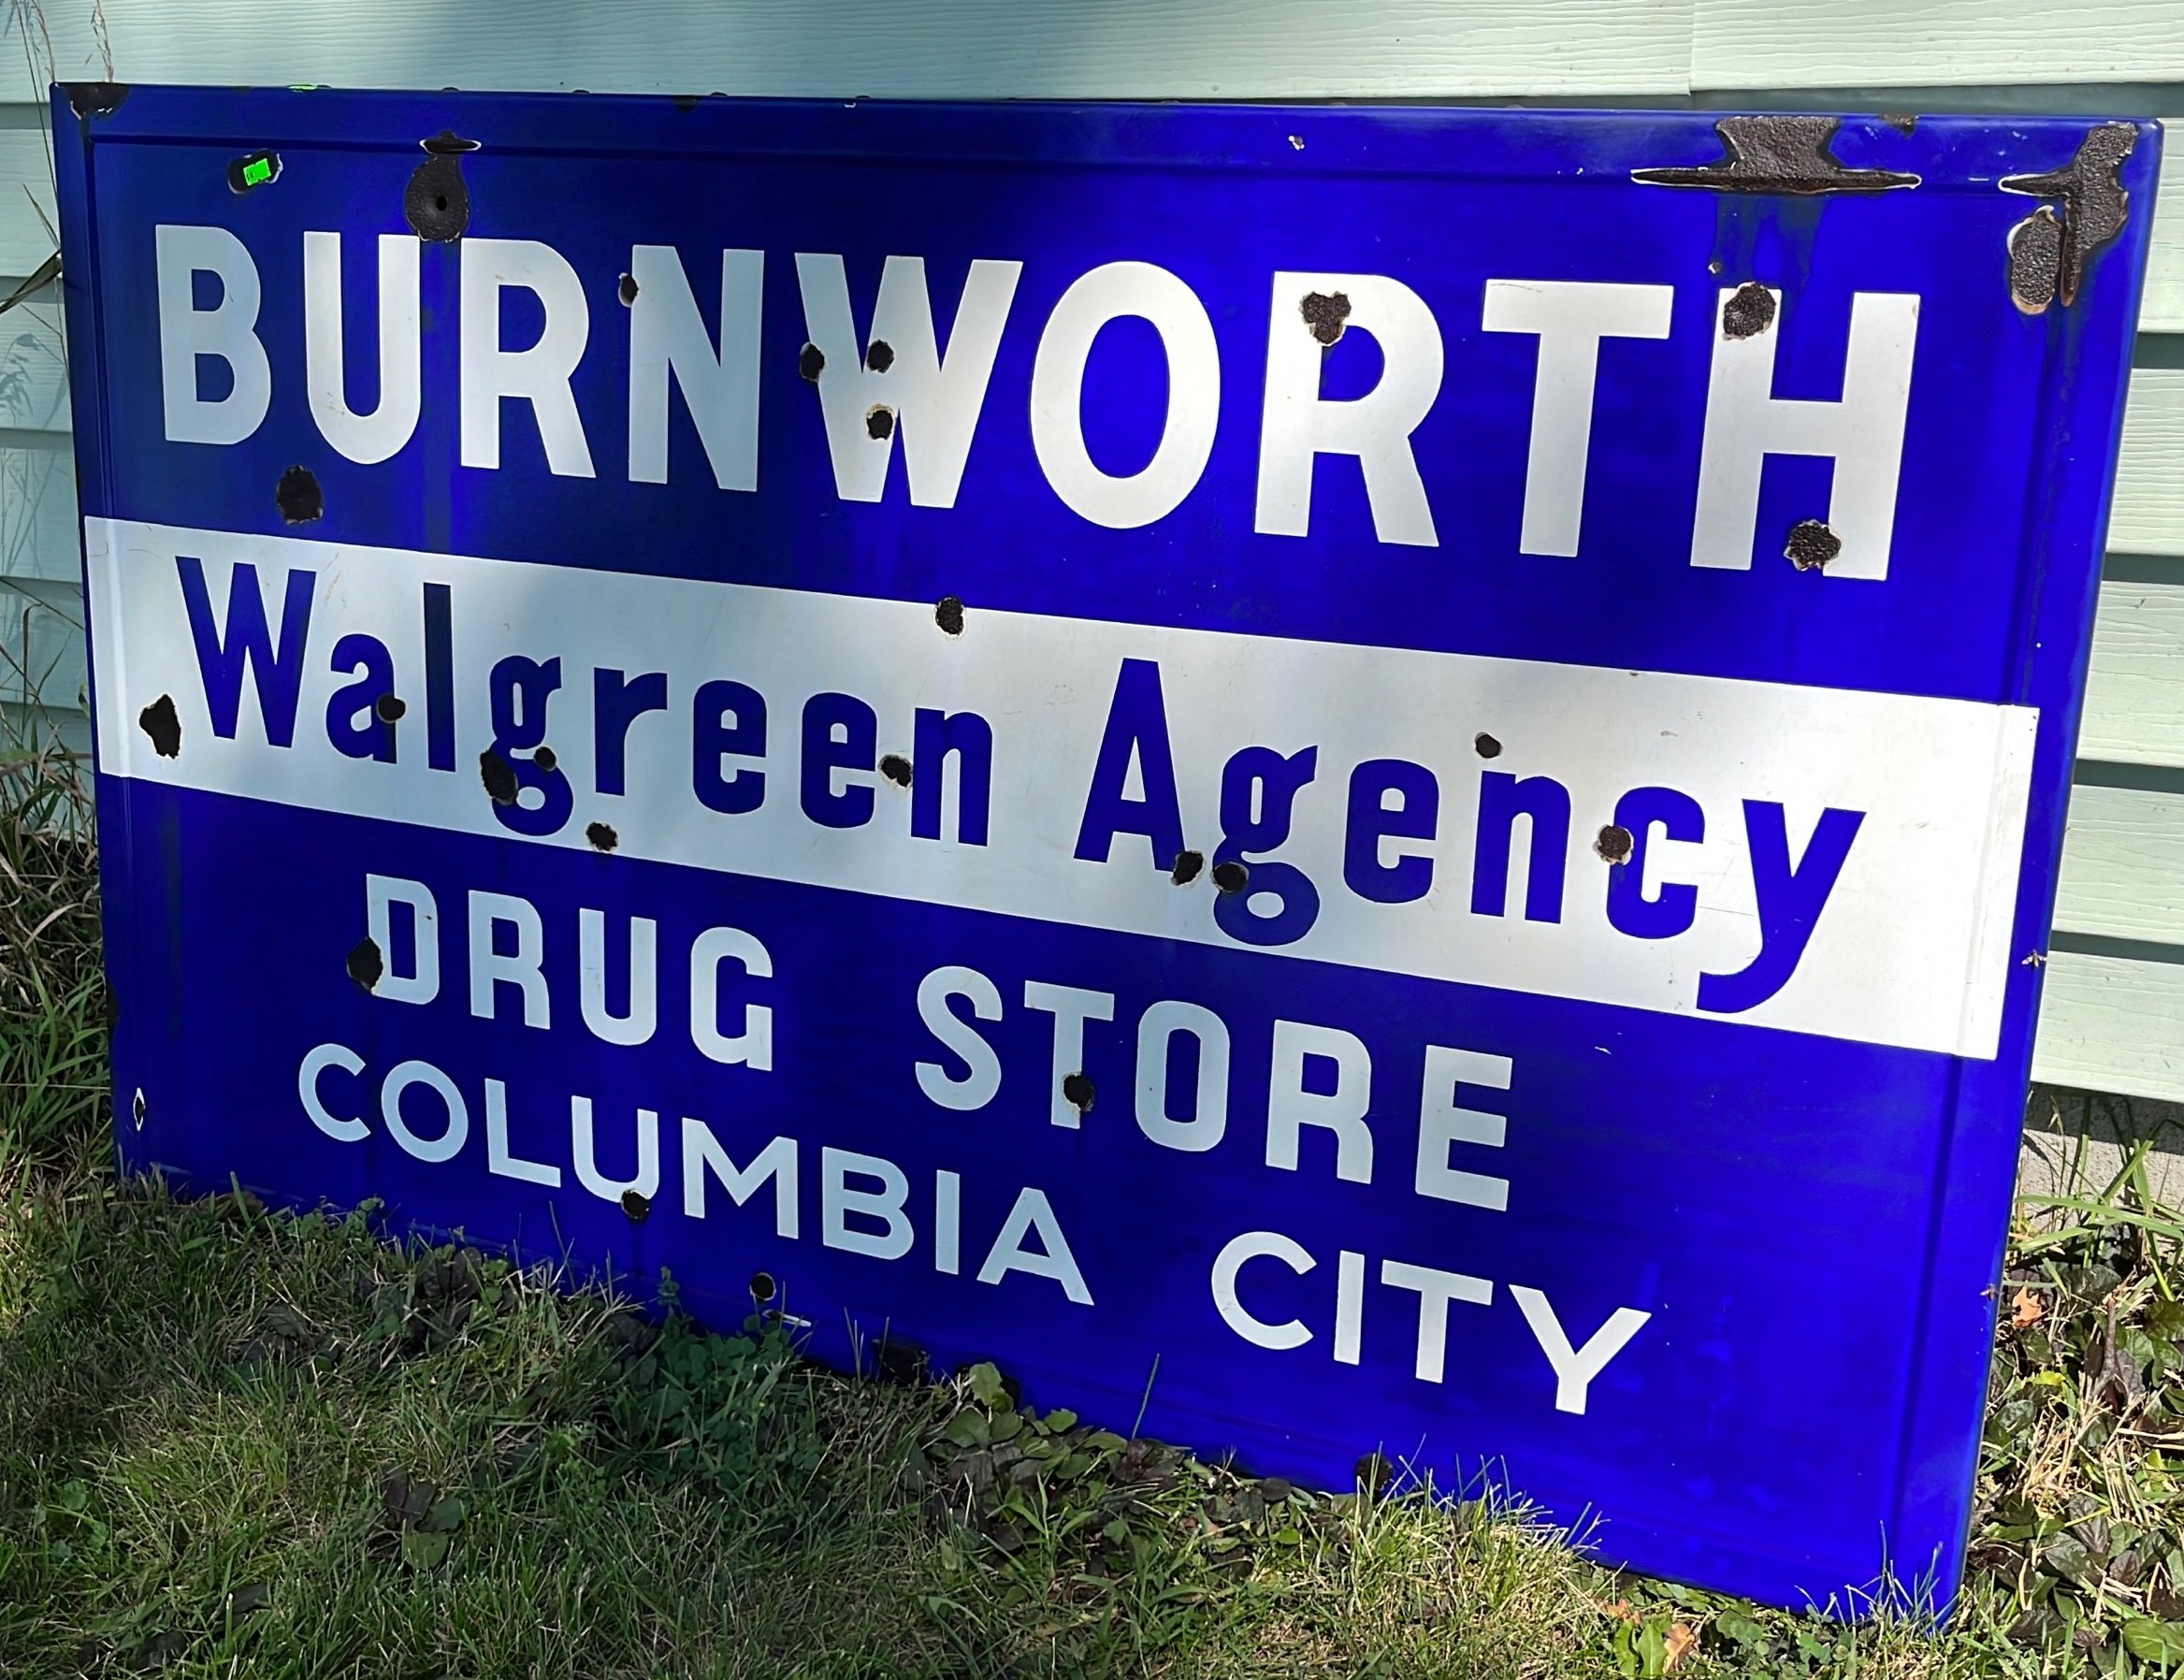 BURNWORTH
Walgreen Agency
DRUG STORE
COLUMBIA CITY